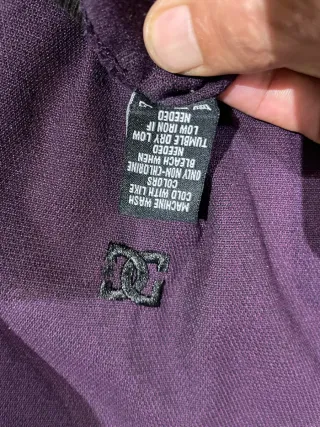 MACHINE WASH
COLD WITH LIKE
COLORS
ONLY NON-CHLORINE
BLEACH WHEN
NEEDED
TUMBLE DRY LOW
LOW IRON IF
NEEDED